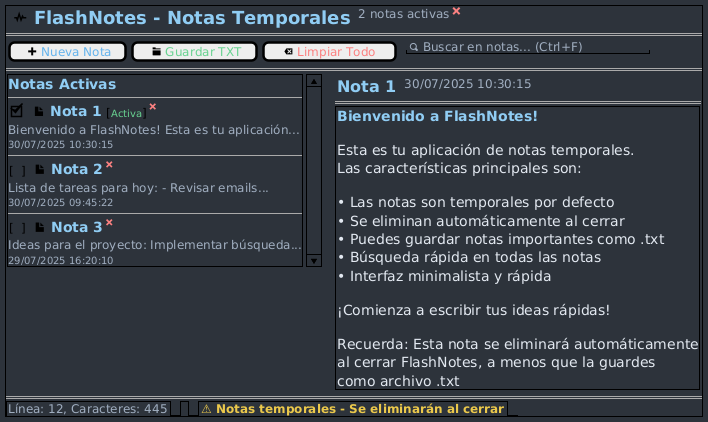 FlashNotes - Notas Temporales 2 notas activas
Nueva Nota Guardar TXT Limpiar Todo Buscar en notas... (Ctrl+F)
Notas Activas
Nota 1 [Activa]
Bienvenido a FlashNotes! Esta es tu aplicación...
30/07/2025 10:30:15
[ ] Nota 2
Lista de tareas para hoy: - Revisar emails...
30/07/2025 09:45:22
[ ] Nota 3
Ideas para el proyecto: Implementar búsqueda...
29/07/2025 16:20:10
Nota 1 30/07/2025 10:30:15
Bienvenido a FlashNotes!
Esta es tu aplicación de notas temporales.
Las características principales son:
• Las notas son temporales por defecto
• Se eliminan automáticamente al cerrar
• Puedes guardar notas importantes como .txt
• Búsqueda rápida en todas las notas
• Interfaz minimalista y rápida
¡Comienza a escribir tus ideas rápidas!
Recuerda: Esta nota se eliminará automáticamente
al cerrar FlashNotes, a menos que la guardes
como archivo .txt
Línea: 12, Caracteres: 445 ⚠ Notas temporales - Se eliminarán al cerrar